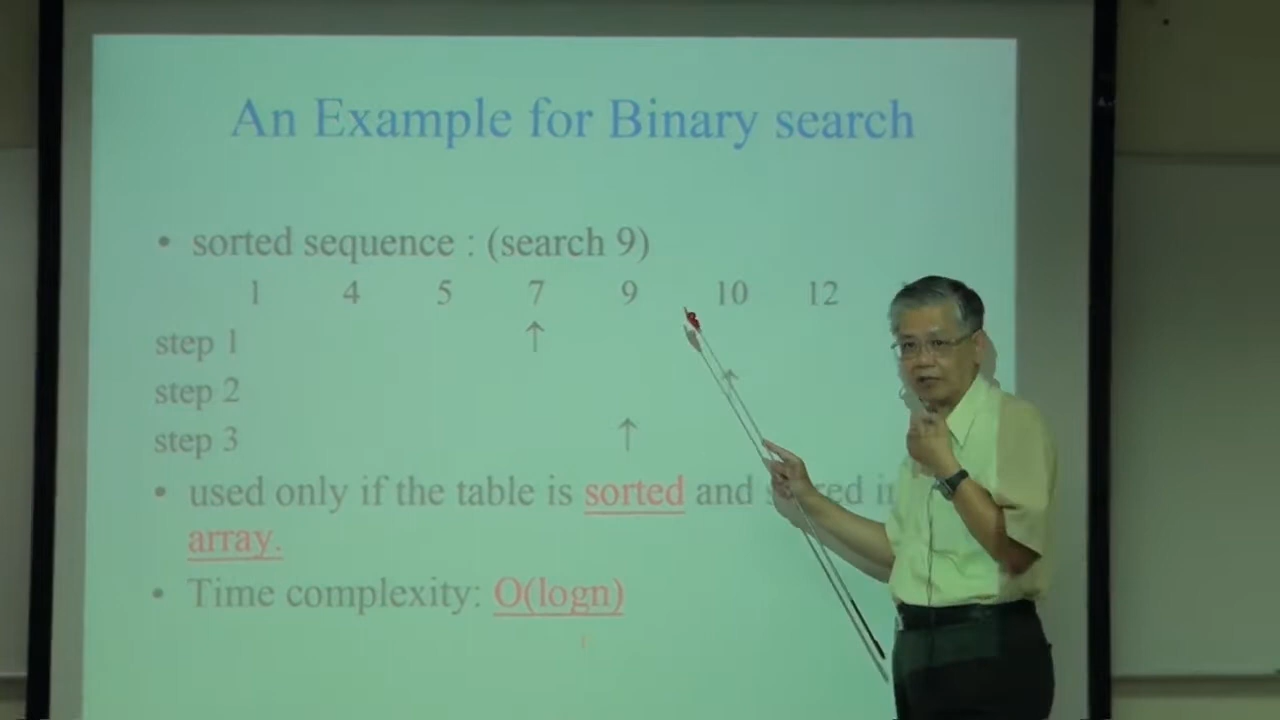 An Example for Binary search
• sorted sequence : (search 9)
1 4 5 7 9 10 12
step 1 ↑
step 2 ↑
step 3 ↑
• used only if the table is sorted and
array.
• Time complexity: O(logn)